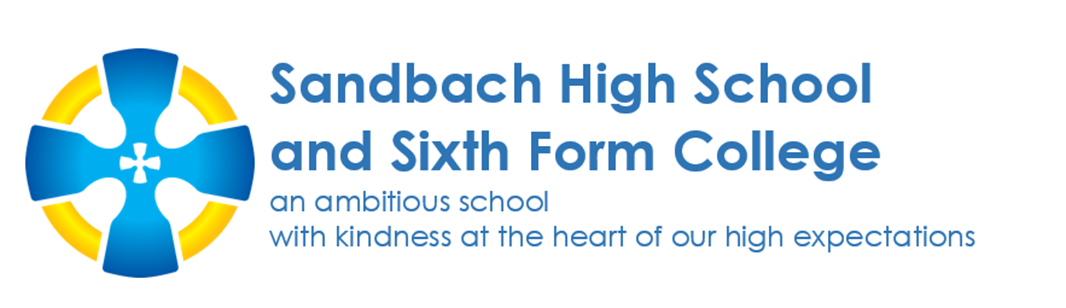 Sandbach High School
and Sixth Form College
an ambitious school
with kindness at the heart of our high expectations